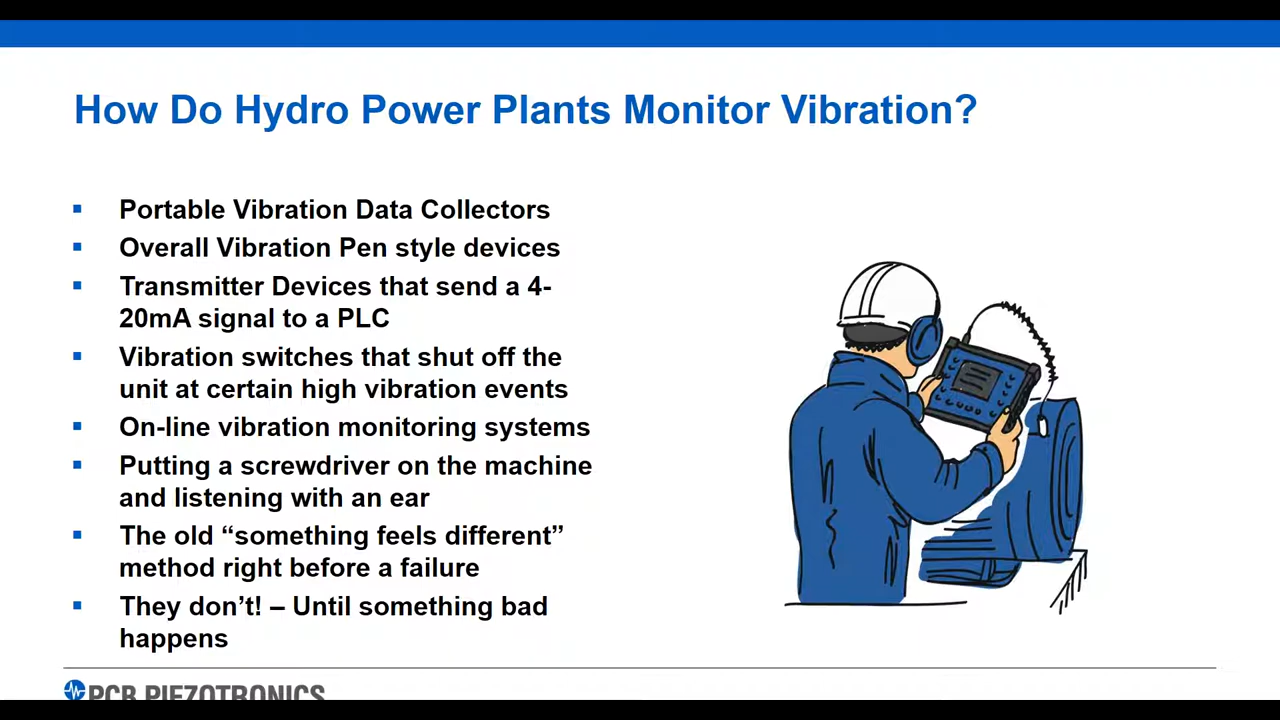 How Do Hydro Power Plants Monitor Vibration?
▪ Portable Vibration Data Collectors
▪ Overall Vibration Pen style devices
▪ Transmitter Devices that send a 4-
20mA signal to a PLC
▪ Vibration switches that shut off the
unit at certain high vibration events
▪ On-line vibration monitoring systems
▪ Putting a screwdriver on the machine
and listening with an ear
▪ The old “something feels different”
method right before a failure
▪ They don’t! – Until something bad
happens
PCB PIEZOTRONICS